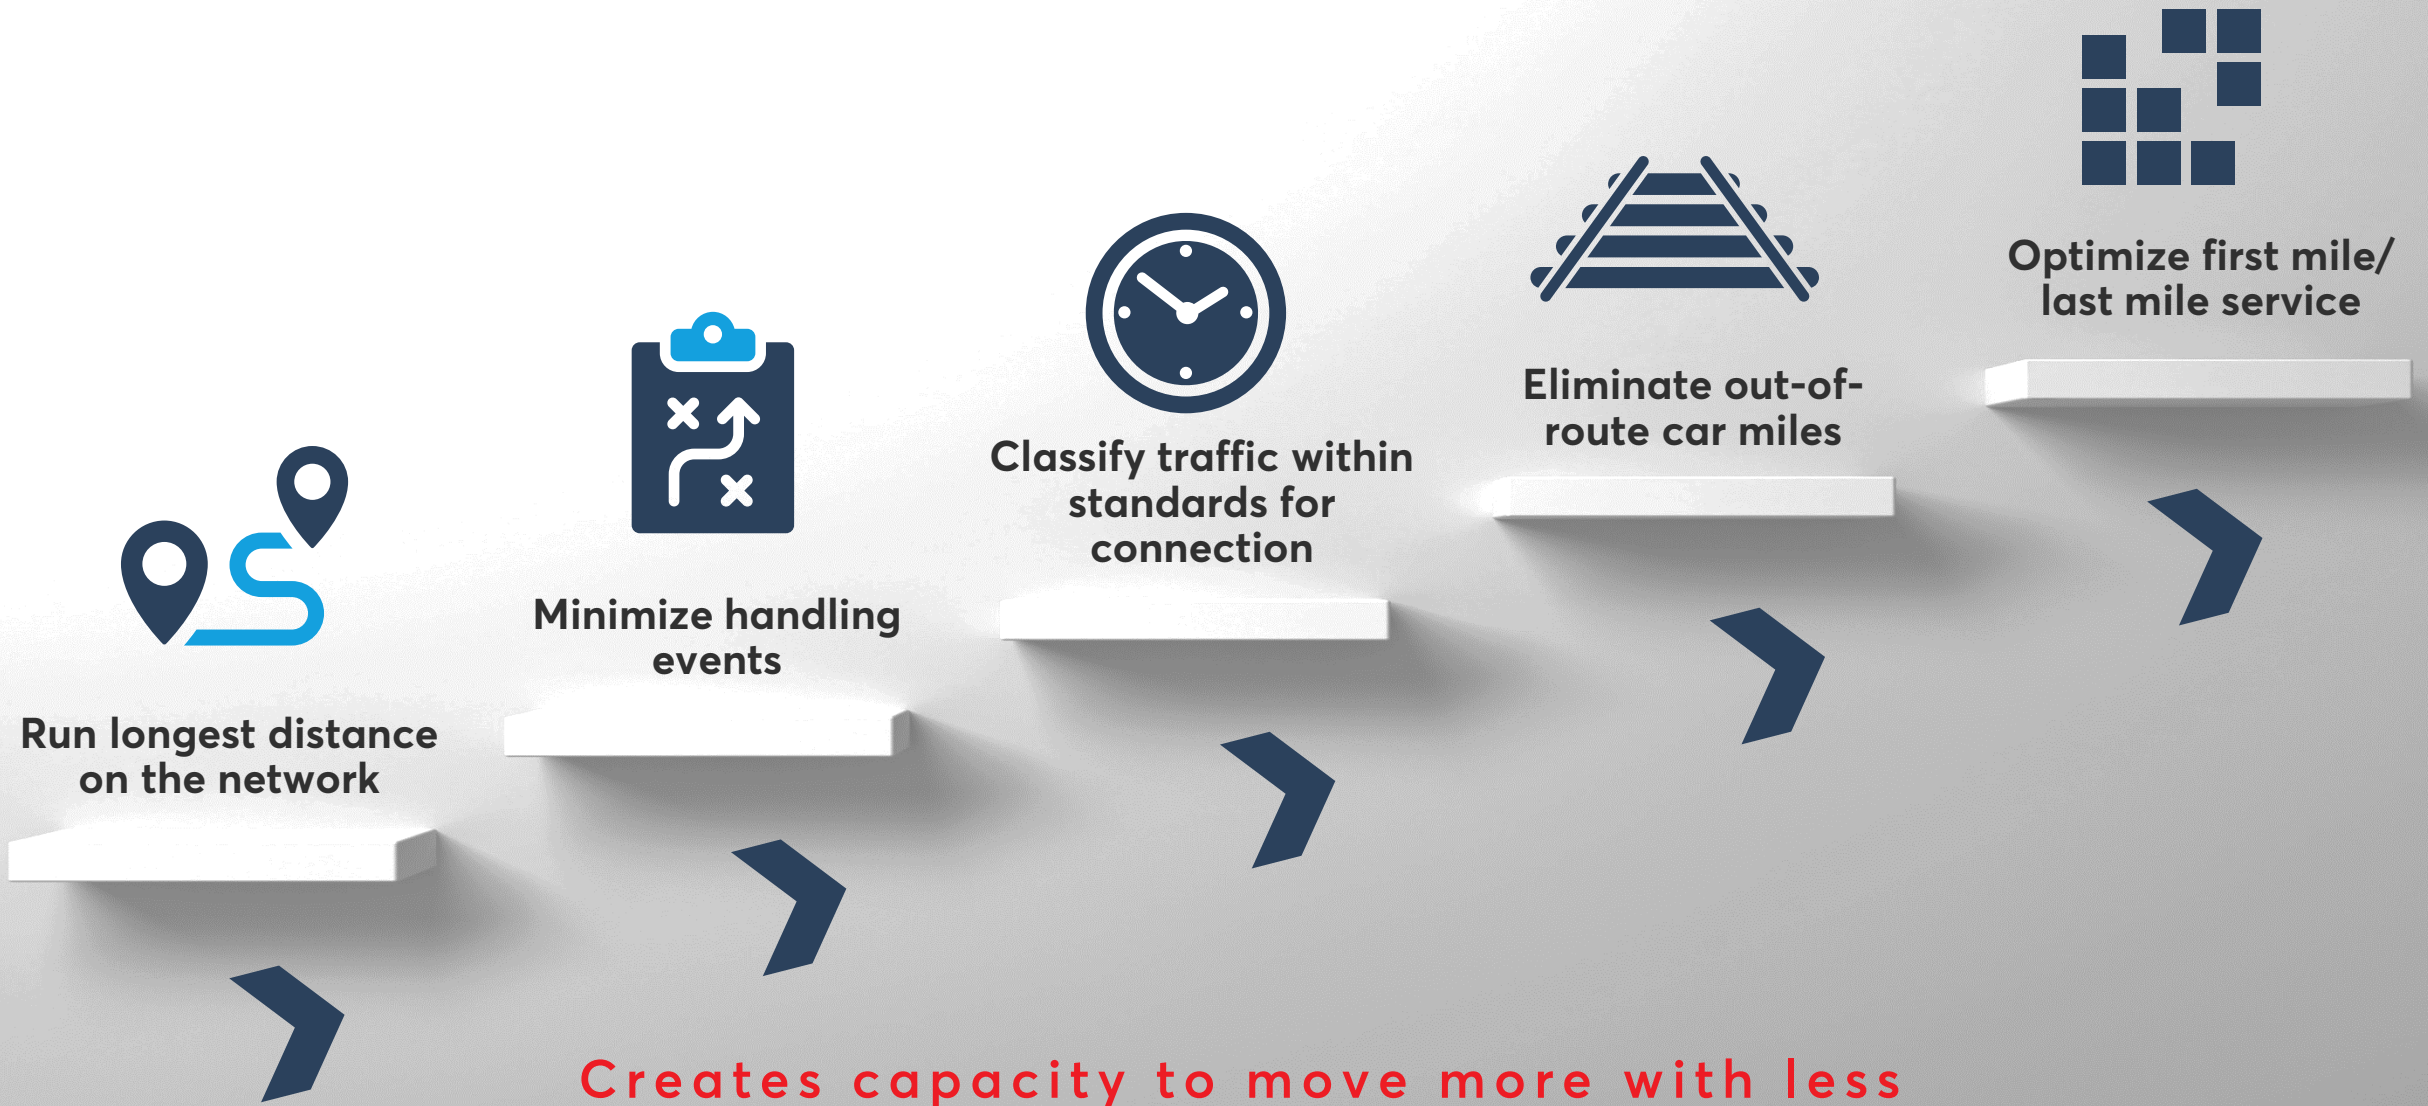 Run longest distance
on the network
Minimize handling
events
Classify traffic within
standards for
connection
Eliminate out-of-
route car miles
Optimize first mile/
last mile service
Creates capacity to move more with less